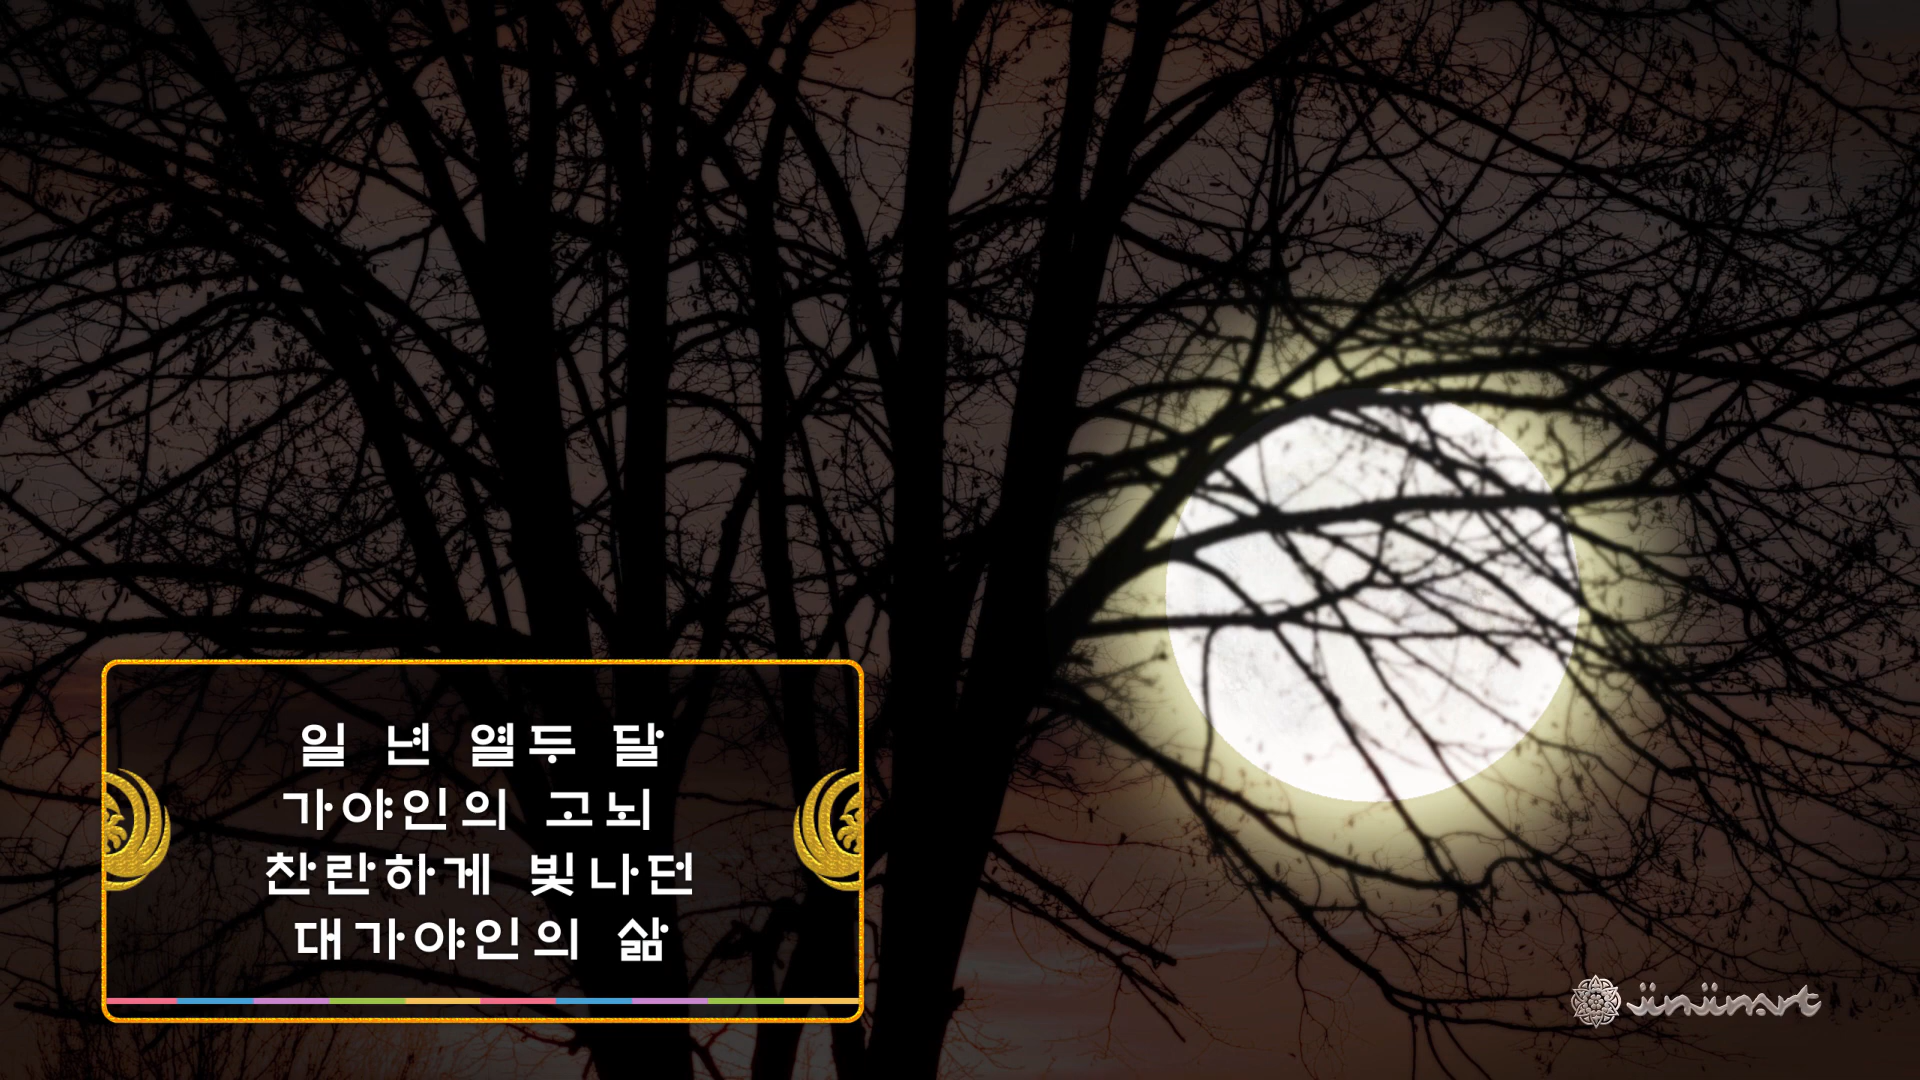 일 년 열두 달
가야인의 고뇌
찬란하게 빛나던
대가야인의 삶
jinjinart